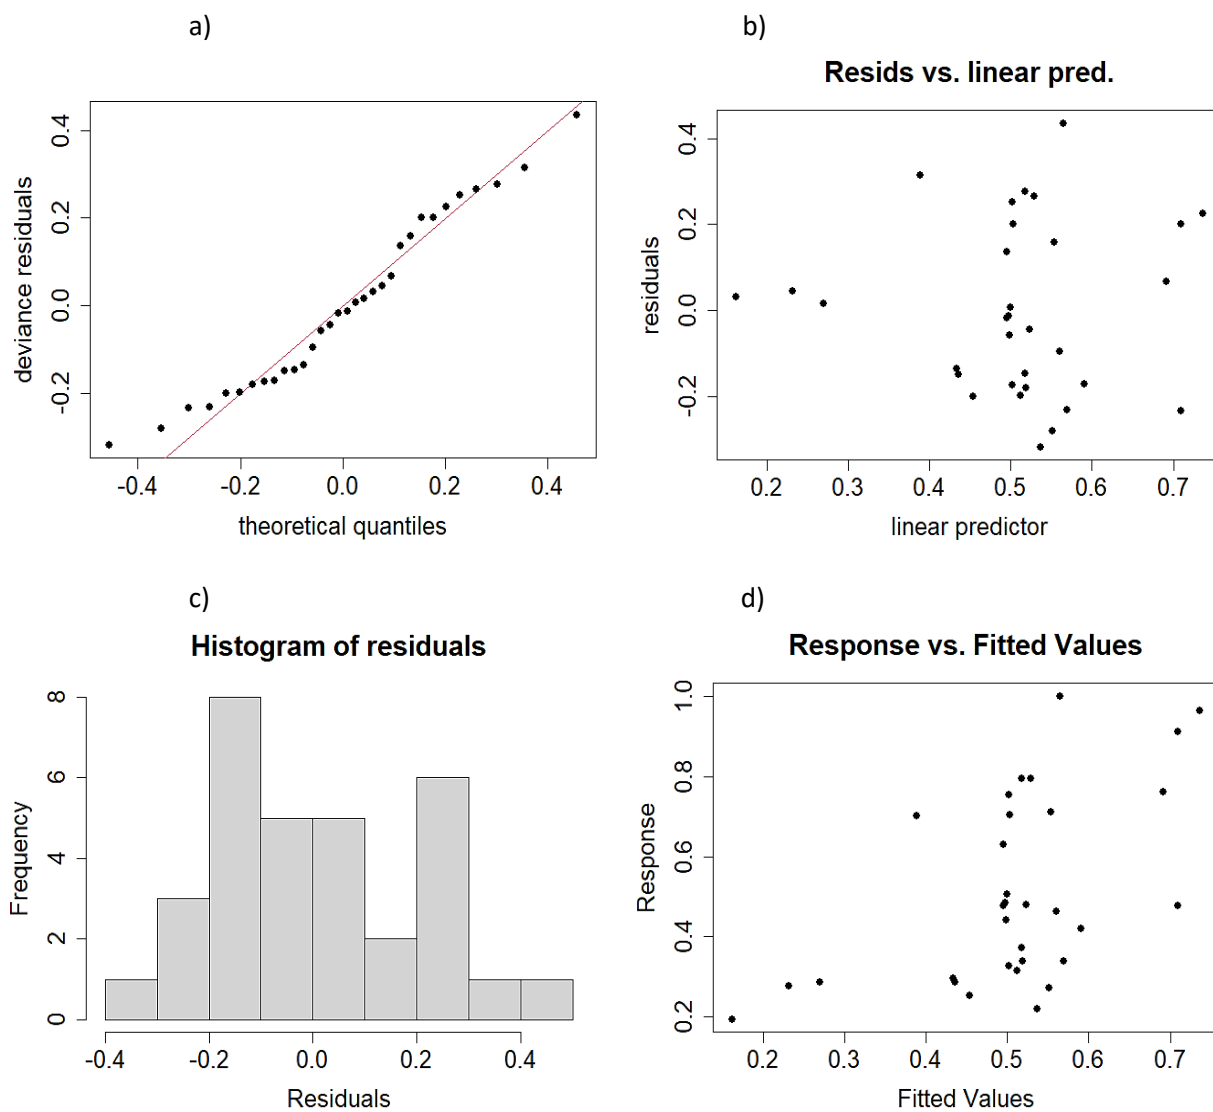 a)
b)
Resids vs. linear pred.
deviance residuals
-0.2 0.0 0.2 0.4
-0.4 -0.2 0.0 0.2 0.4
theoretical quantiles
residuals
-0.2 0.0 0.2 0.4
0.2 0.3 0.4 0.5 0.6 0.7
linear predictor
c)
d)
Histogram of residuals
Frequency
0 2 4 6 8
-0.4 -0.2 0.0 0.2 0.4
Residuals
Response vs. Fitted Values
Response
0.2 0.4 0.6 0.8 1.0
0.2 0.3 0.4 0.5 0.6 0.7
Fitted Values